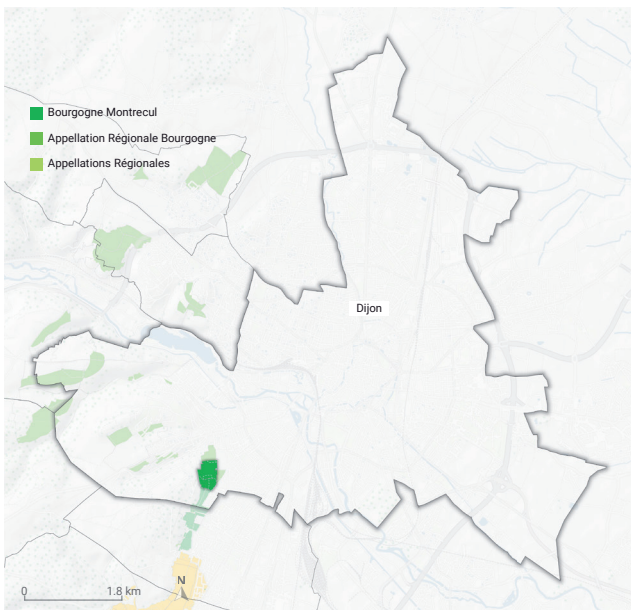 Bourgogne Montrecul
Appellation Régionale Bourgogne
Appellations Régionales
Dijon
N
0 1.8 km